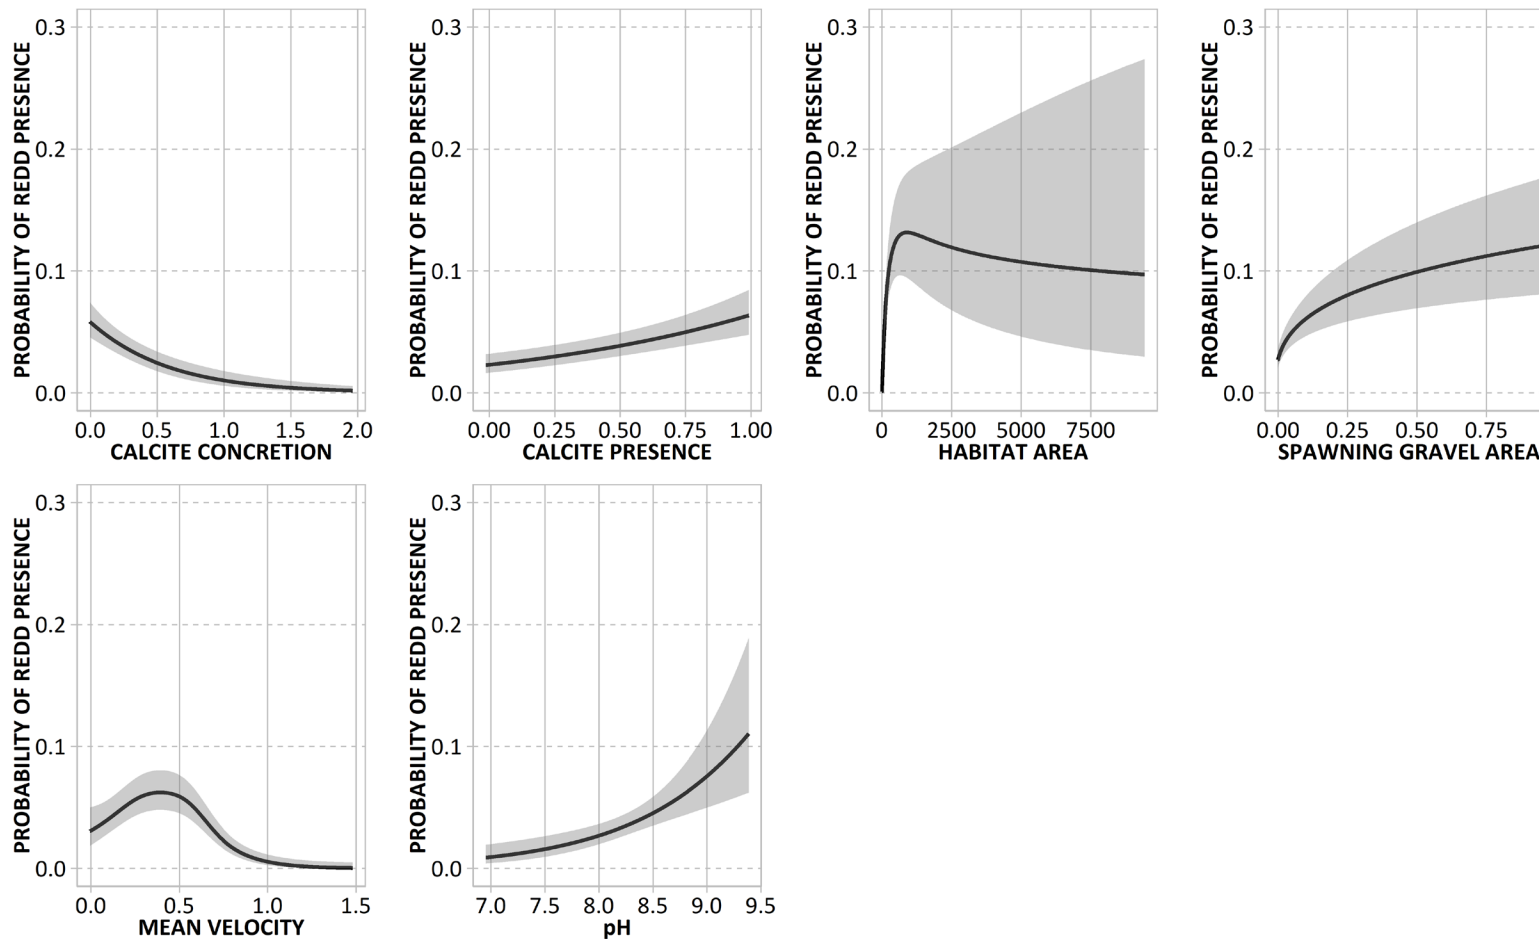 PROBABILITY OF REDD PRESENCE
0.3
0.2
0.1
0.0
0.0 0.5 1.0 1.5 2.0
CALCITE CONCRETION
PROBABILITY OF REDD PRESENCE
0.3
0.2
0.1
0.0
0.00 0.25 0.50 0.75 1.00
CALCITE PRESENCE
PROBABILITY OF REDD PRESENCE
0.3
0.2
0.1
0.0
0 2500 5000 7500
HABITAT AREA
PROBABILITY OF REDD PRESENCE
0.3
0.2
0.1
0.0
0.00 0.25 0.50 0.75
SPAWNING GRAVEL AREA
PROBABILITY OF REDD PRESENCE
0.3
0.2
0.1
0.0
0.0 0.5 1.0 1.5
MEAN VELOCITY
PROBABILITY OF REDD PRESENCE
0.3
0.2
0.1
0.0
7.0 7.5 8.0 8.5 9.0 9.5
pH